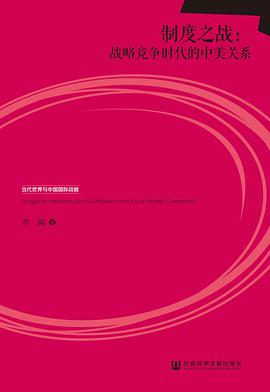 制度之战：
战略竞争时代的中美关系
当代世界与中国国际战略
Struggle for Institutions: Sino-US Relations in the Era of Strategic Competition
李巍 著
社会科学文献出版社